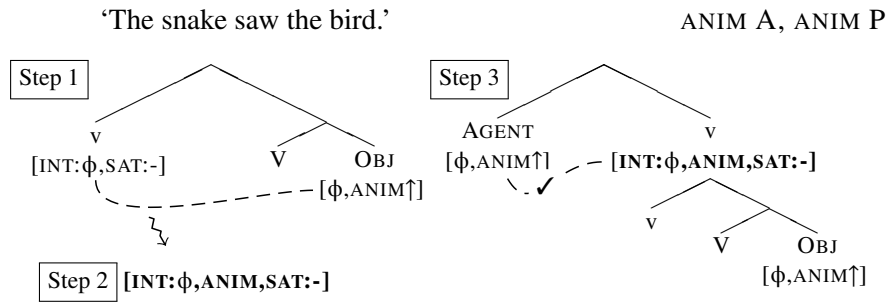 ‘The snake saw the bird.’ ANIM A, ANIM P
Step 1
v
[INT:ϕ,SAT:-]
V
OBJ
[ϕ,ANIM↑]
Step 2 [INT:ϕ,ANIM,SAT:-]
Step 3
AGENT
[ϕ,ANIM↑]
✓
v
[INT:ϕ,ANIM,SAT:-]
v
V
OBJ
[ϕ,ANIM↑]